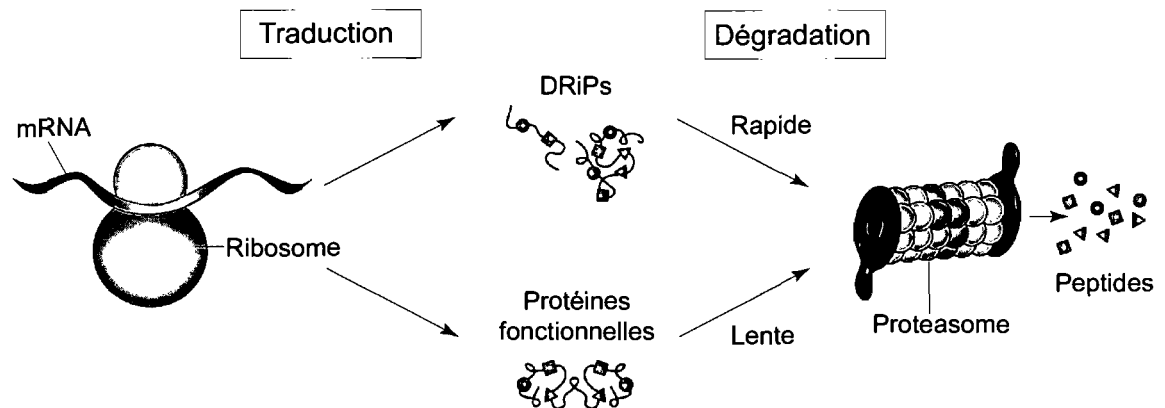 Traduction
Dégradation
mRNA
Ribosome
DRiPs
Rapide
Protéines
fonctionnelles
Lente
Proteasome
Peptides